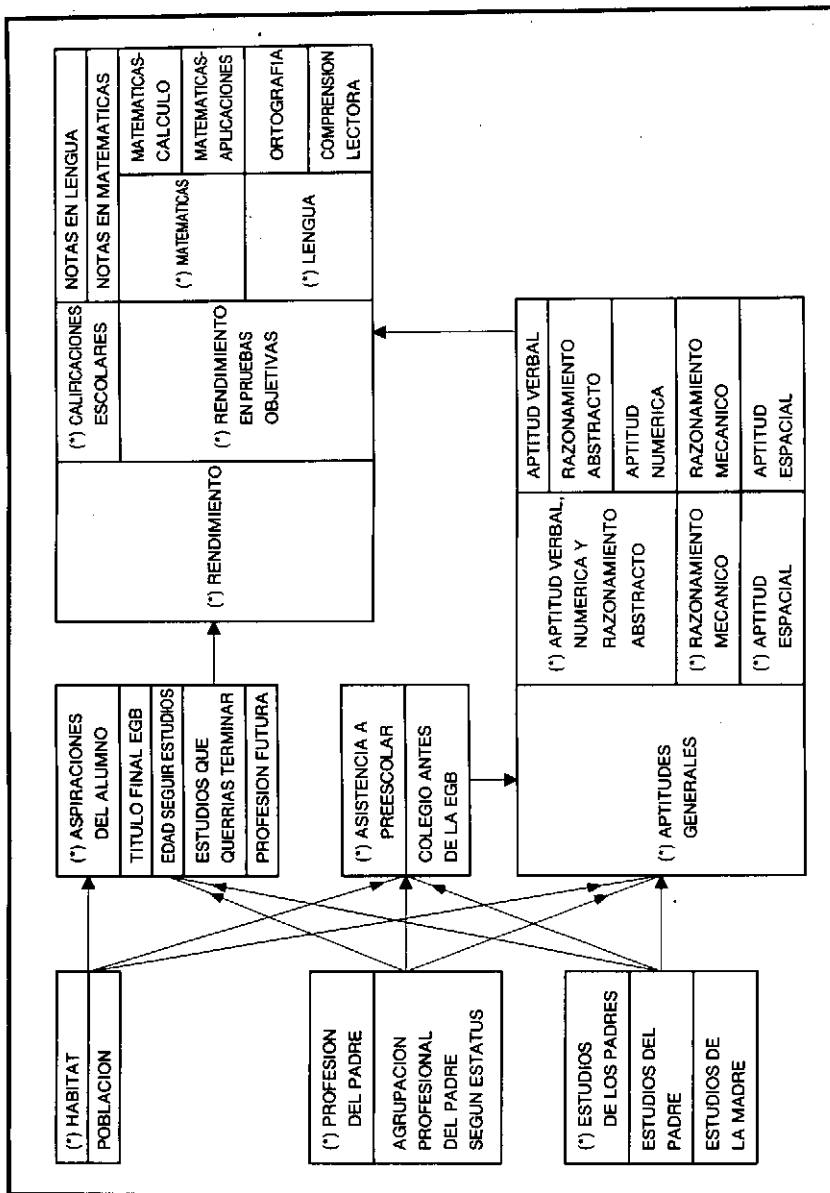 (*) HABITAT
POBLACION
(*) PROFESION
DEL PADRE
AGRUPACION
PROFESIONAL
DEL PADRE
SEGUN ESTATUS
(*) ESTUDIOS
DE LOS PADRES
ESTUDIOS DEL
PADRE
ESTUDIOS DE
LA MADRE
(*) ASPIRACIONES
DEL ALUMNO
TITULO FINAL EGB
EDAD SEGUIR ESTUDIOS
ESTUDIOS QUE
QUERRIAS TERMINAR
PROFESION FUTURA
(*) ASISTENCIA A
PREESCOLAR
COLEGIO ANTES
DE LA EGB
(*) APTITUDES
GENERALES
(*) APTITUD VERBAL,
NUMERICA Y
RAZONAMIENTO
ABSTRACTO
(*) RAZONAMIENTO
MECANICO
(*) APTITUD
ESPACIAL
APTITUD VERBAL
RAZONAMIENTO
ABSTRACTO
APTITUD
NUMERICA
RAZONAMIENTO
MECANICO
APTITUD
ESPACIAL
(*) RENDIMIENTO
(*) CALIFICACIONES
ESCOLARES
(*) RENDIMIENTO
EN PRUEBAS
OBJETIVAS
NOTAS EN LENGUA
NOTAS EN MATEMATICAS
(*) MATEMATICAS
MATEMATICAS-
CALCULO
MATEMATICAS-
APLICACIONES
(*) LENGUA
ORTOGRAFIA
COMPRENSION
LECTORA